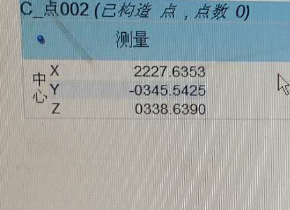 C_点002 (已构造 点 , 点数 0)
测量
中心
X 2227.6353
Y -0345.5425
Z 0338.6390